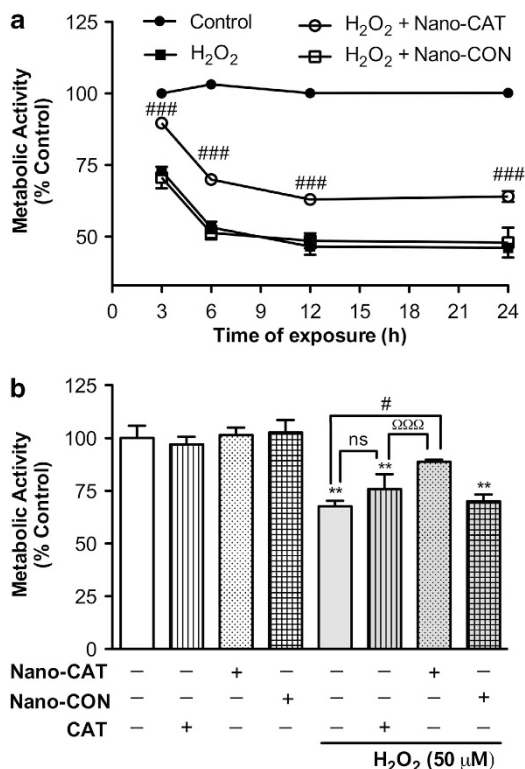 a
Control
H₂O₂
H₂O₂ + Nano-CAT
H₂O₂ + Nano-CON
Metabolic Activity
(% Control)
125
100
75
50
###
###
###
###
0 3 6 9 12 15 18 21 24
Time of exposure (h)
b
Metabolic Activity
(% Control)
125
100
75
50
25
0
#
ns
ΩΩΩ
** ** **
Nano-CAT – – + – – – + –
Nano-CON – – – + – – – +
CAT – + – – – + – –
H₂O₂ (50 μM)